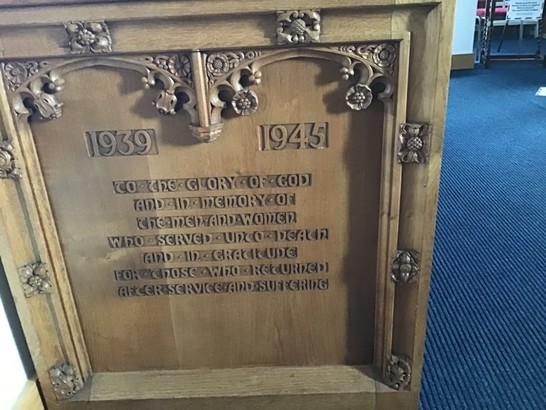 1939 1945
TO · THE · GLORY · OF · GOD
AND · IN · MEMORY OF
THE · MEN · AND · WOMEN
WHO · SERVED · UNTO · DEATH
AND · IN · GRATITUDE
FOR · THOSE · WHO · RETURNED
AFTER · SERVICE · AND · SUFFERING